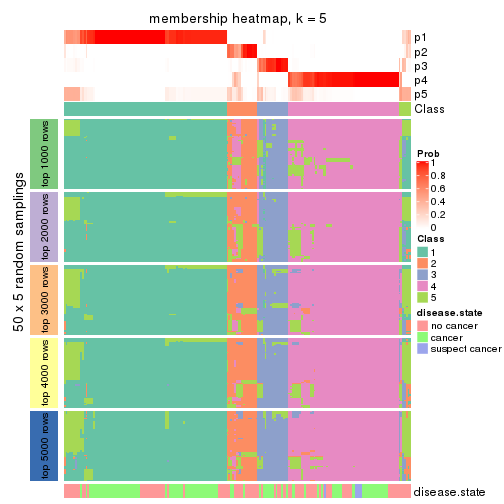 membership heatmap, k = 5
p1
p2
p3
p4
p5
Class
50 x 5 random samplings
top 1000 rows
top 2000 rows
top 3000 rows
top 4000 rows
top 5000 rows
disease.state
Prob
1
0.8
0.6
0.4
0.2
0
Class
1
2
3
4
5
disease.state
no cancer
cancer
suspect cancer